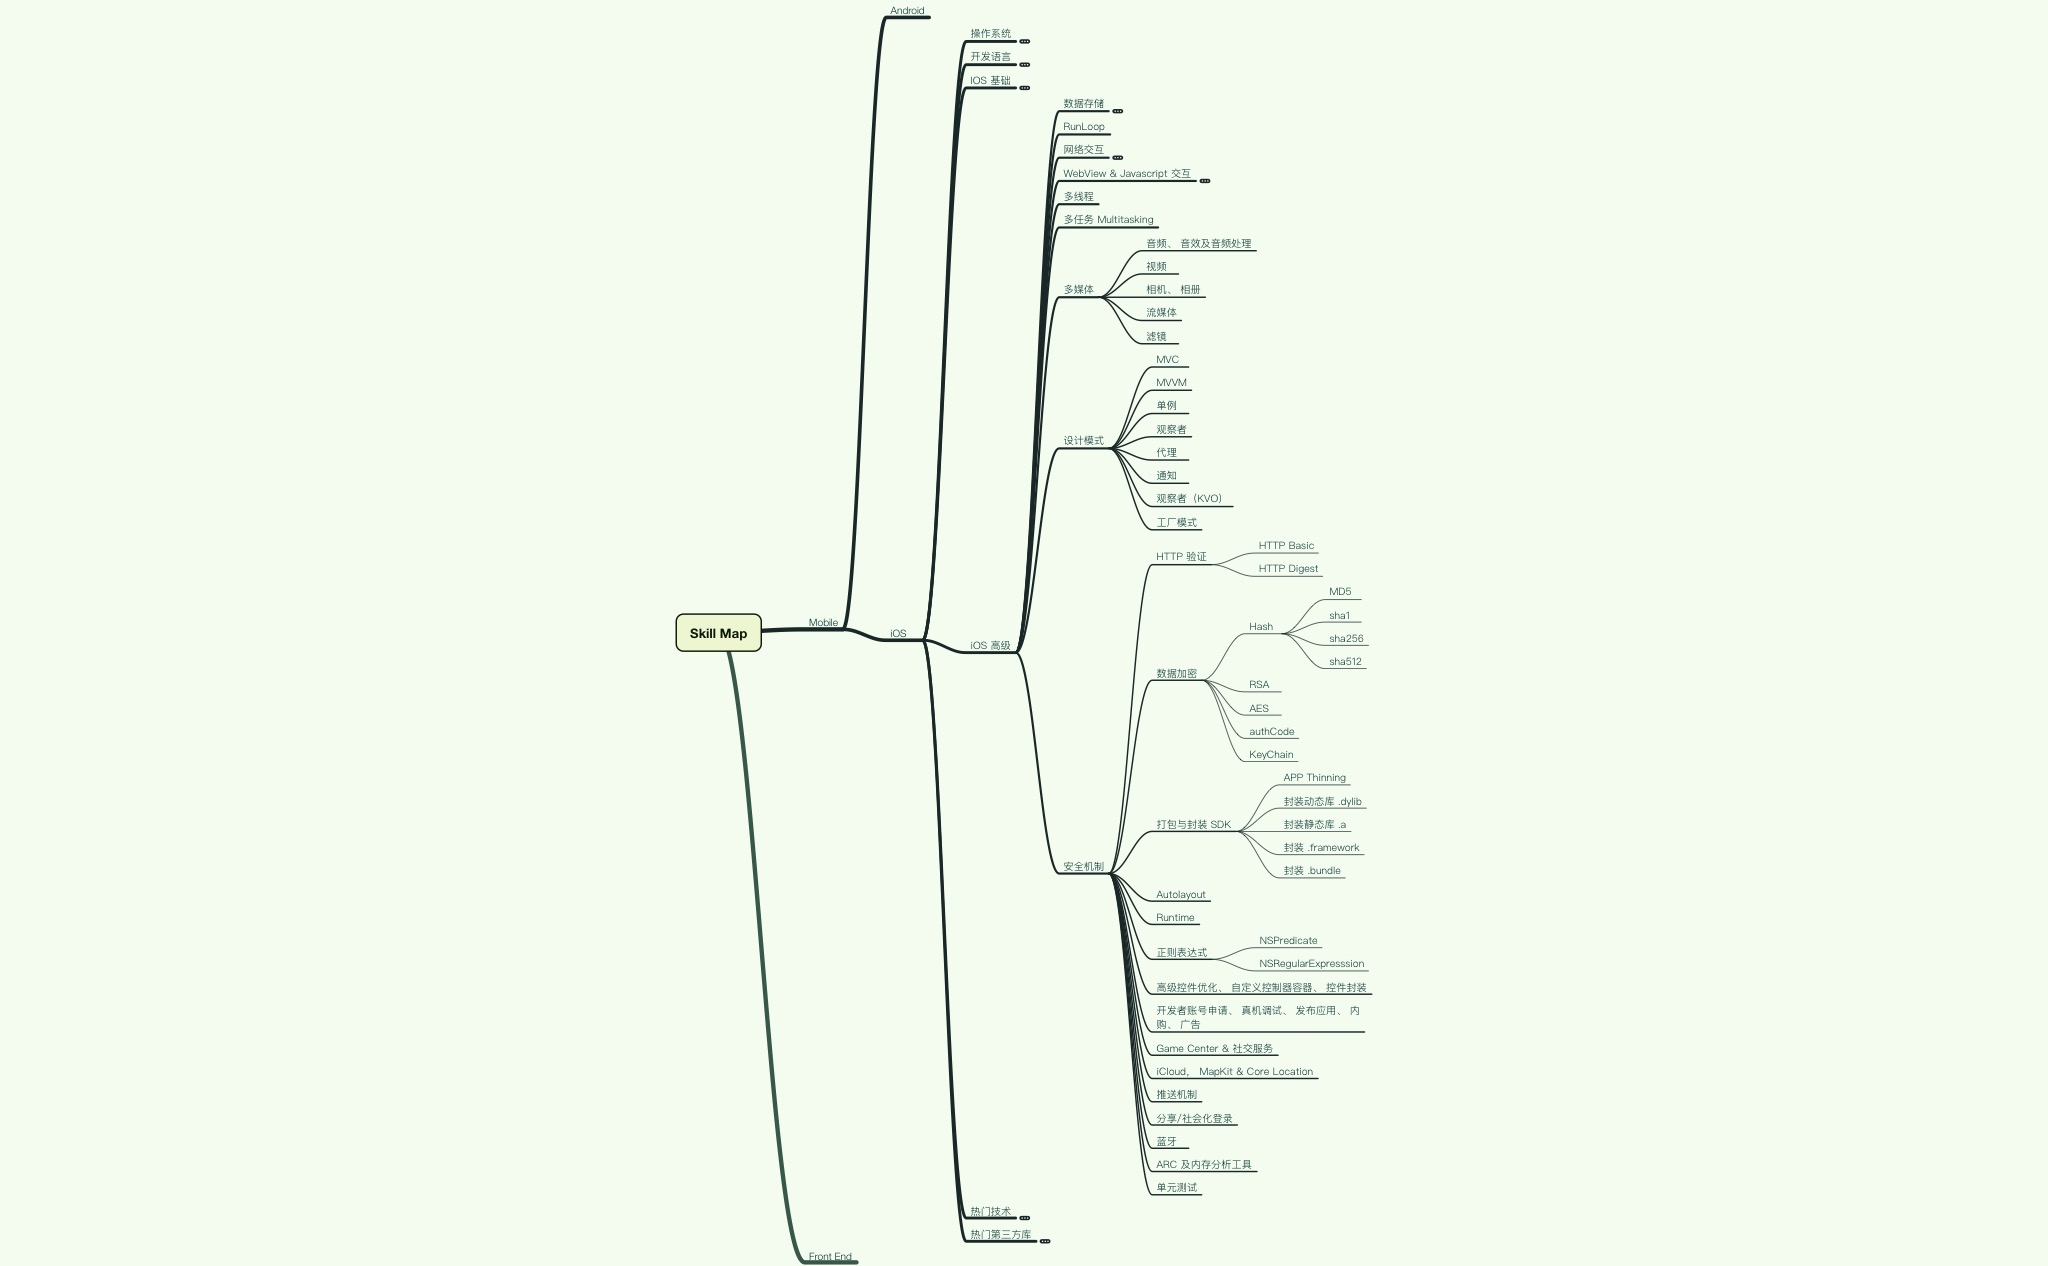 Android
操作系统
开发语言
IOS 基础
数据存储
RunLoop
网络交互
WebView & Javascript 交互
多线程
多任务 Multitasking
音频、 音效及音频处理
视频
多媒体
相机、 相册
流媒体
滤镜
MVC
MVVM
单例
观察者
设计模式
代理
通知
观察者（KVO）
工厂模式
HTTP 验证
HTTP Basic
HTTP Digest
MD5
sha1
Hash
sha256
sha512
Skill Map
Mobile
iOS
iOS 高级
数据加密
RSA
AES
authCode
KeyChain
APP Thinning
封装动态库 .dylib
打包与封装 SDK
封装静态库 .a
封装 .framework
封装 .bundle
安全机制
Autolayout
Runtime
NSPredicate
正则表达式
NSRegularExpresssion
高级控件优化、 自定义控制器容器、 控件封装
开发者账号申请、 真机调试、 发布应用、 内
购、 广告
Game Center & 社交服务
iCloud， MapKit & Core Location
推送机制
分享/社会化登录
蓝牙
ARC 及内存分析工具
单元测试
热门技术
热门第三方库
Front End